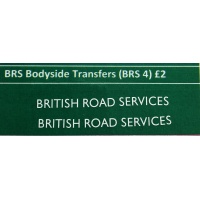 BRS Bodyside Transfers (BRS 4) £2
BRITISH ROAD SERVICES
BRITISH ROAD SERVICES